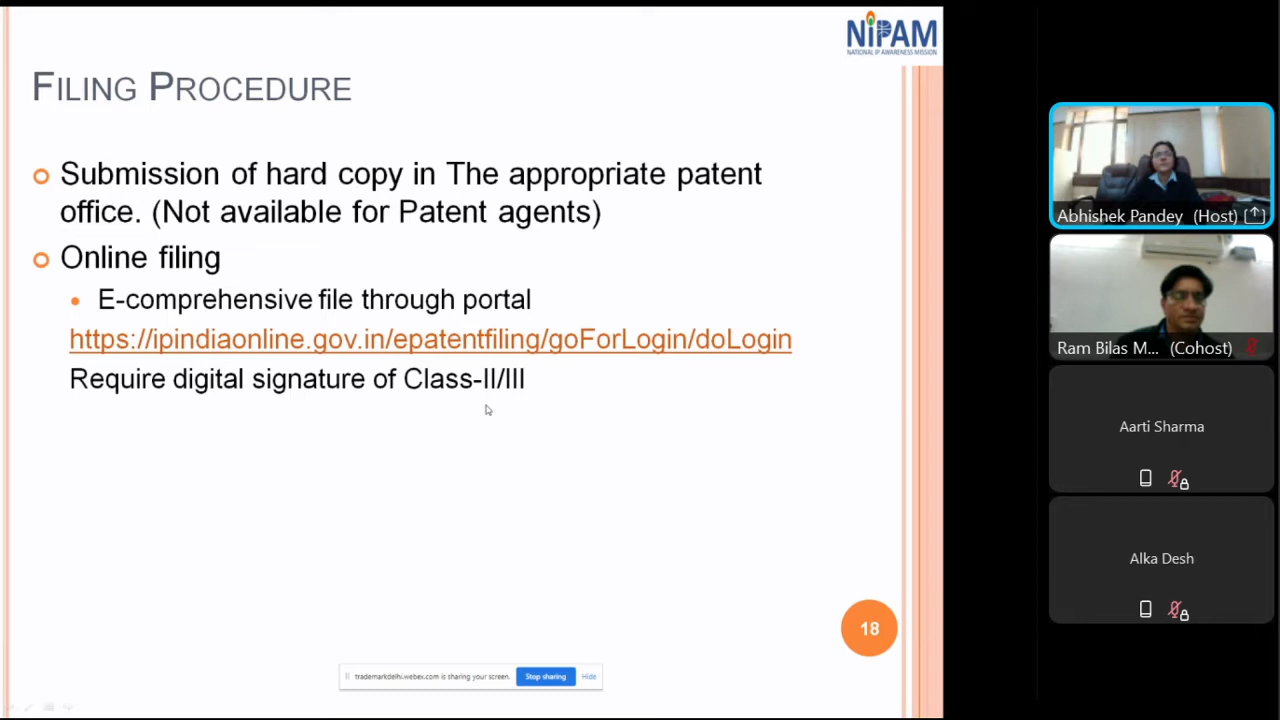 NiPAM
NATIONAL IP AWARENESS MISSION
FILING PROCEDURE
Submission of hard copy in The appropriate patent
office. (Not available for Patent agents)
Online filing
E-comprehensive file through portal
https://ipindiaonline.gov.in/epatentfiling/goForLogin/doLogin
Require digital signature of Class-II/III
18
trademarkdelhi.webex.com is sharing your screen.
Stop sharing
Hide
Abhishek Pandey (Host)
Ram Bilas M... (Cohost)
Aarti Sharma
Alka Desh